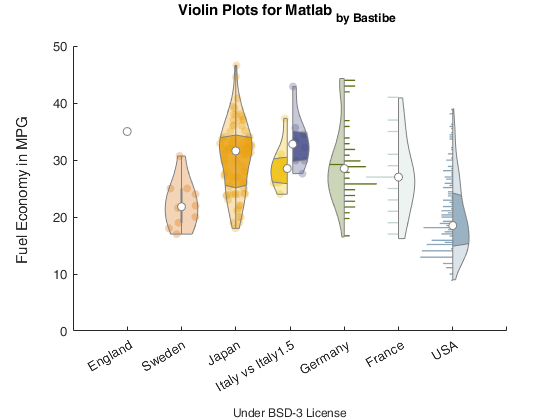 Violin Plots for Matlab by Bastibe
Fuel Economy in MPG
50
40
30
20
10
0
England
Sweden
Japan
Italy vs Italy1.5
Germany
France
USA
Under BSD-3 License